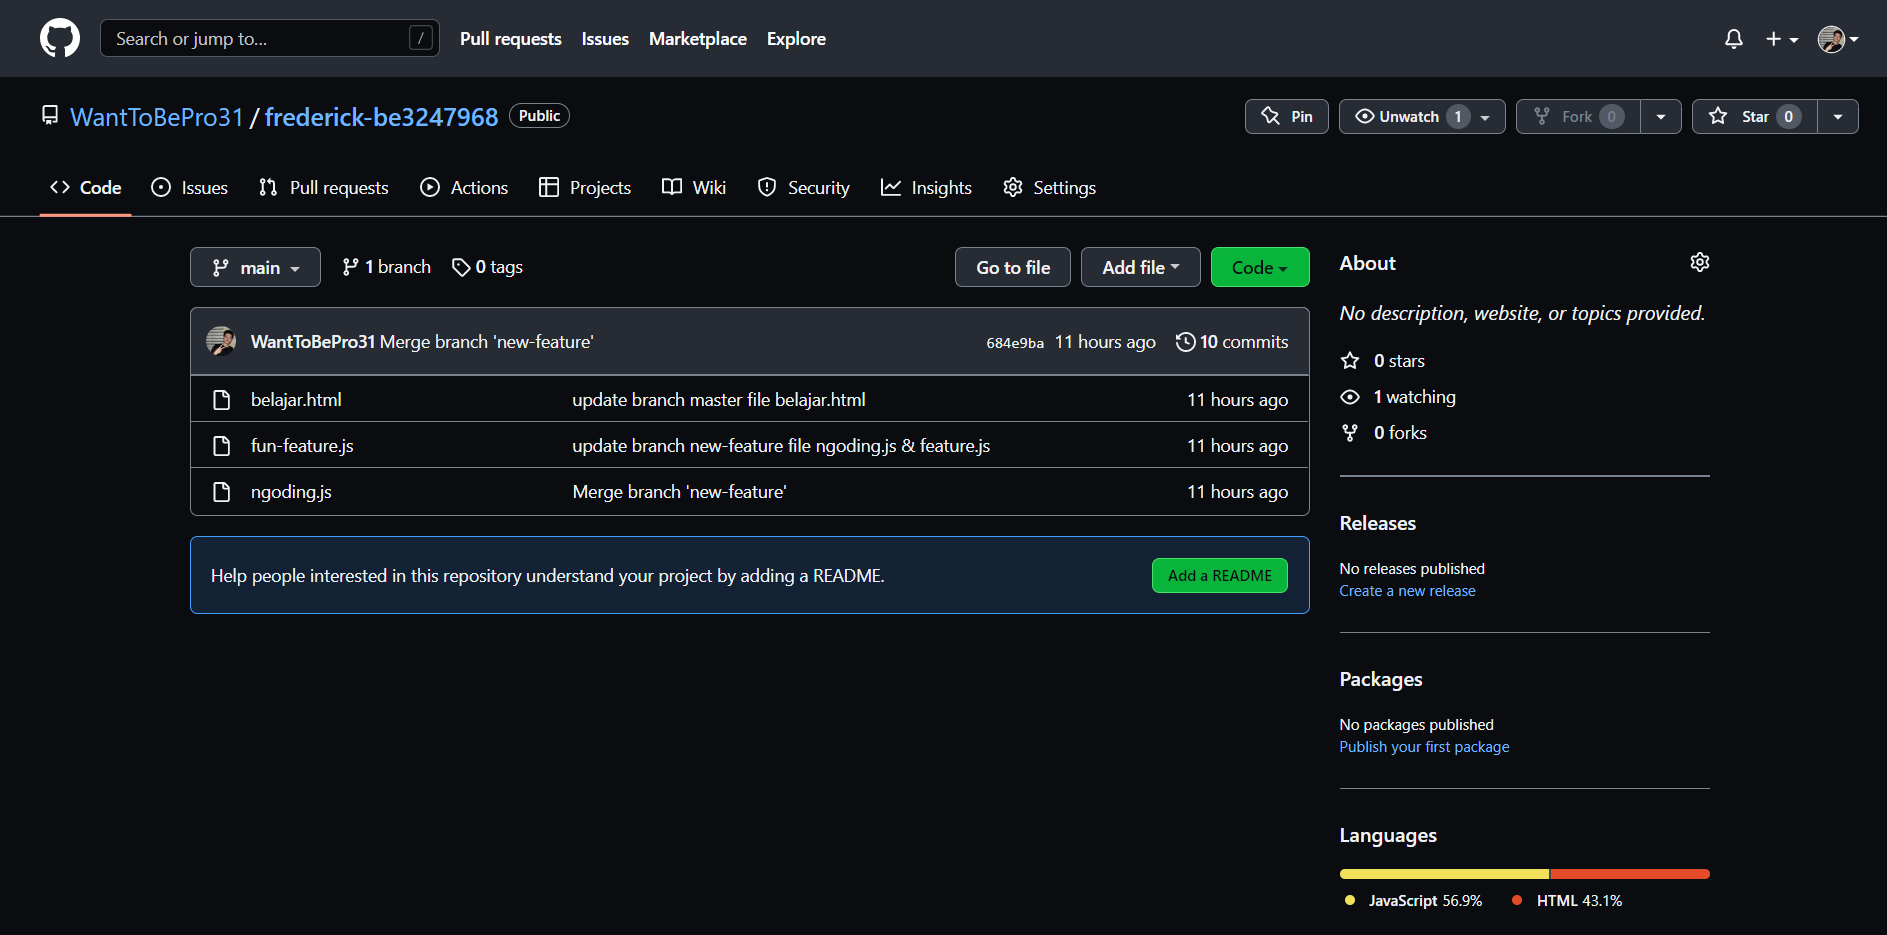 Search or jump to... /
Pull requests Issues Marketplace Explore
WantToBePro31 / frederick-be3247968 Public
Pin Unwatch 1 Fork 0 Star 0
Code Issues Pull requests Actions Projects Wiki Security Insights Settings
main 1 branch 0 tags Go to file Add file Code
WantToBePro31 Merge branch 'new-feature' 684e9ba 11 hours ago 10 commits
belajar.html update branch master file belajar.html 11 hours ago
fun-feature.js update branch new-feature file ngoding.js & feature.js 11 hours ago
ngoding.js Merge branch 'new-feature' 11 hours ago
Help people interested in this repository understand your project by adding a README. Add a README
About
No description, website, or topics provided.
0 stars
1 watching
0 forks
Releases
No releases published
Create a new release
Packages
No packages published
Publish your first package
Languages
JavaScript 56.9% HTML 43.1%